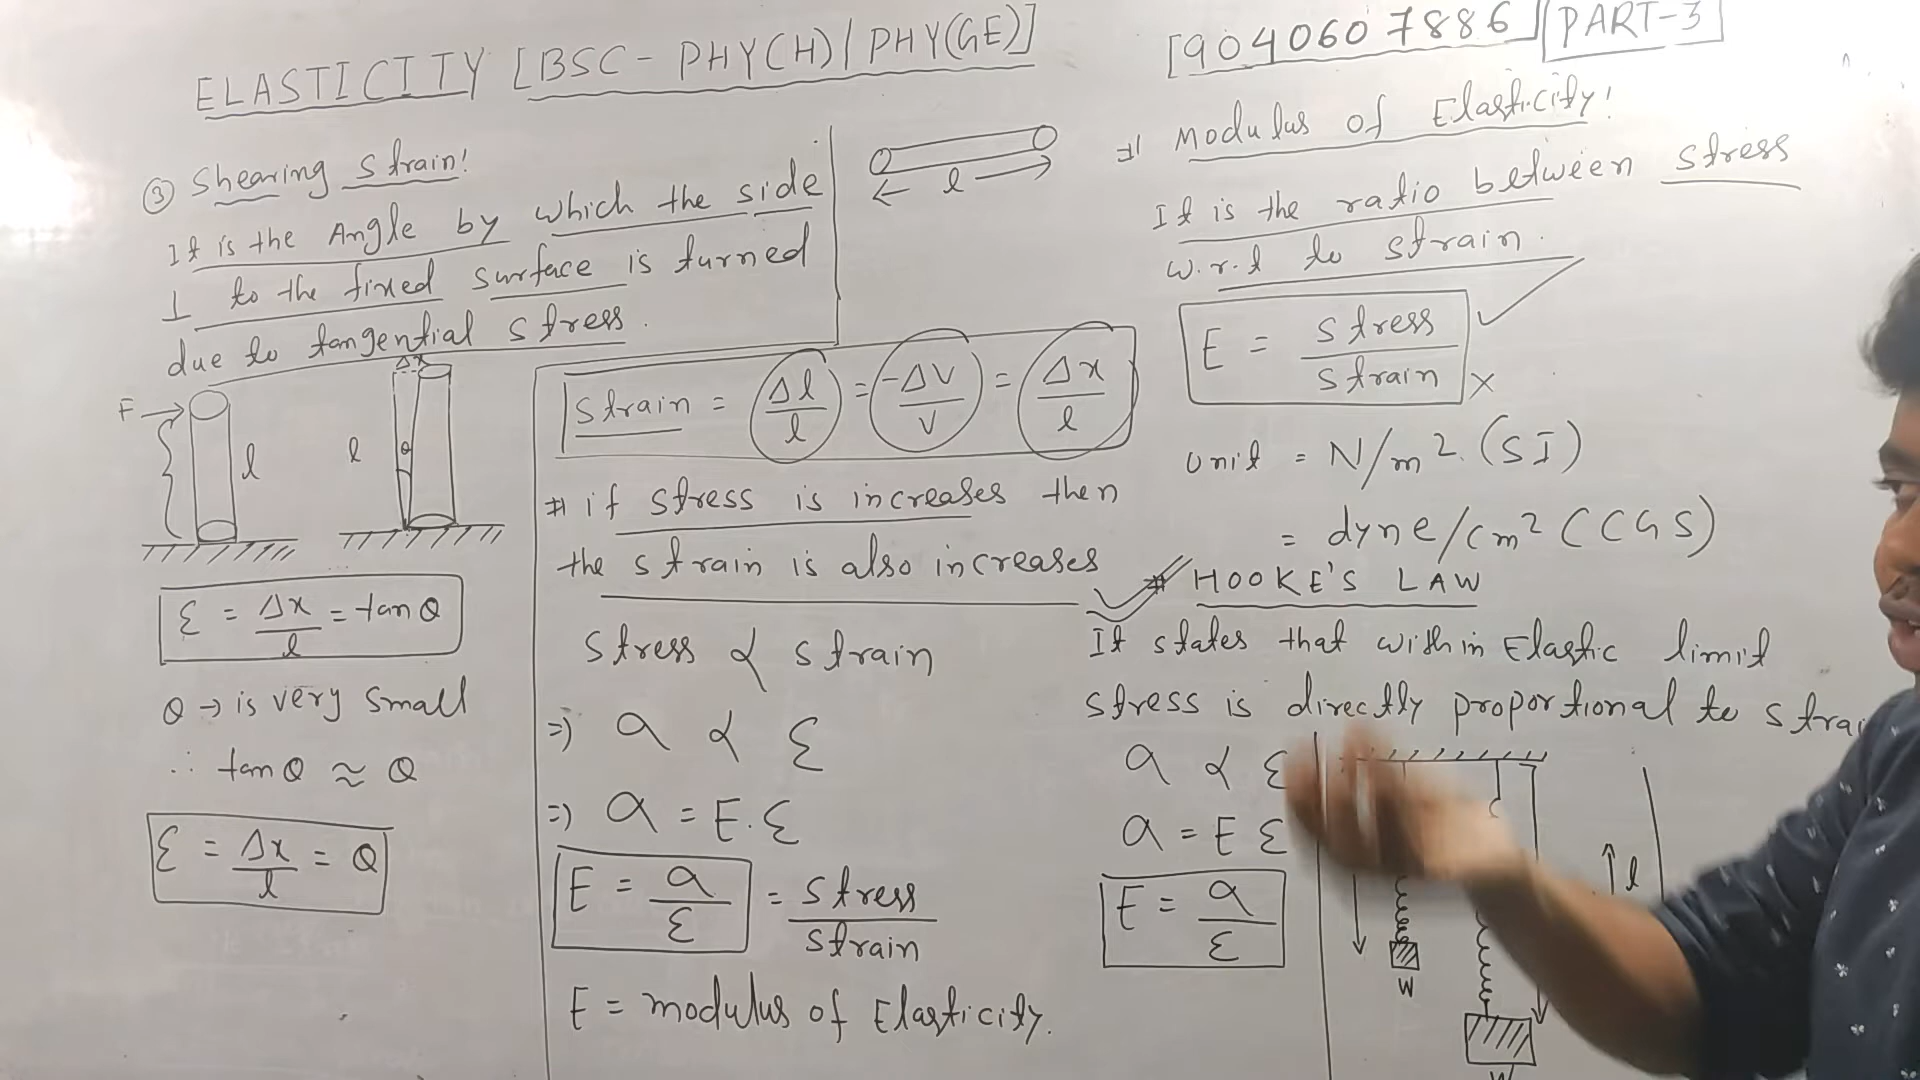 ELASTICITY [BSC - PHY(H) / PHY(GE)]
[9040607886] PART-3
③ Shearing strain!
It is the Angle by which the side
⊥ to the fixed surface is turned
due to tangential stress.
F
l
l
Δx
θ
ε = Δx/l = tan θ
θ → is very small
∴ tan θ ≈ θ
ε = Δx/l = θ
l
strain = Δl/l = -ΔV/V = Δx/l
# if stress is increases then
the strain is also increases
stress ∝ strain
⇒ a ∝ ε
⇒ a = E.ε
E = a/ε = stress/strain
E = modulus of Elasticity.
# Modulus of Elasticity!
It is the ratio between stress
w.r.t to strain.
E = stress/strain
x
unit = N/m². (SI)
= dyne/cm² (CGS)
# HOOKE'S LAW
It states that within Elastic limit
stress is directly proportional to strai
a ∝ ε
a = E ε
E = a/ε
l
W
W